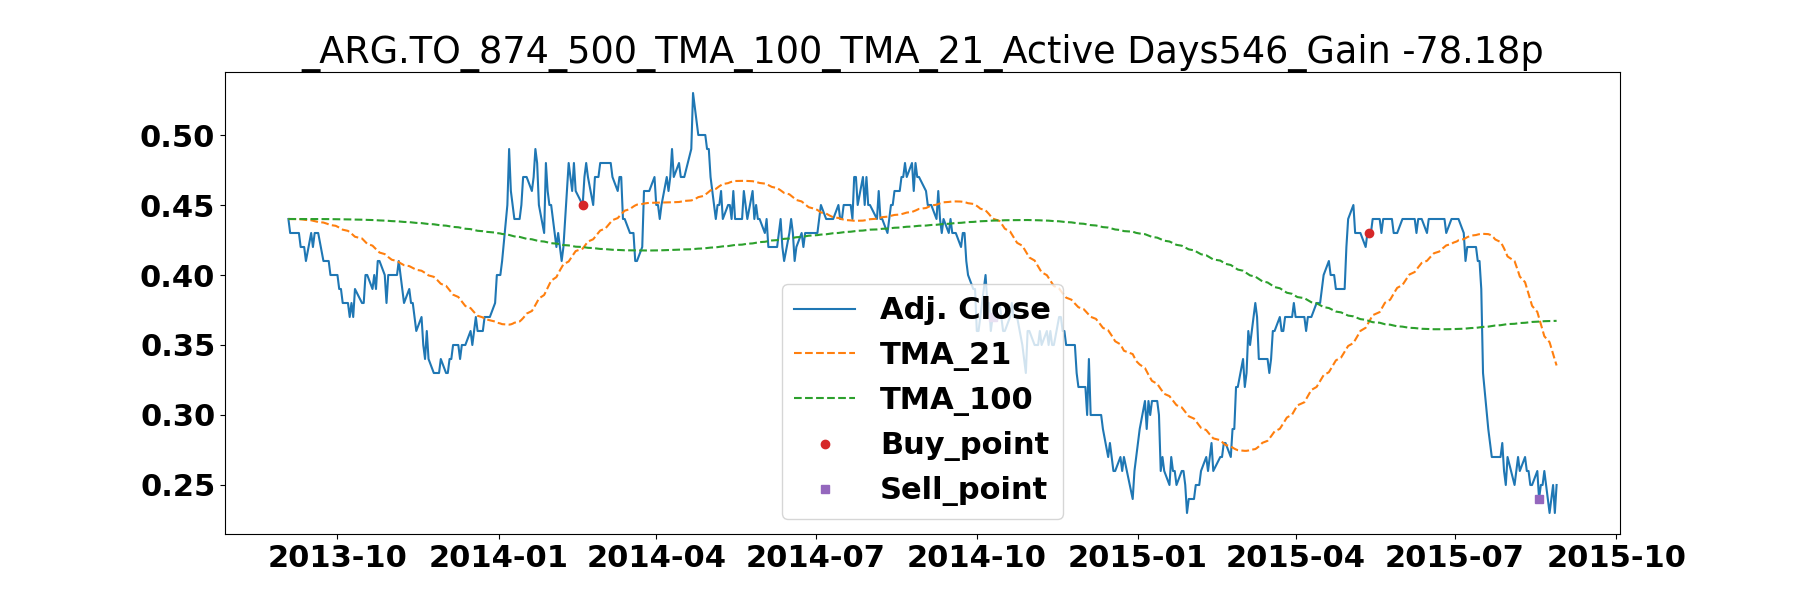 _ARG.TO_874_500_TMA_100_TMA_21_Active Days546_Gain -78.18p
0.50
0.45
0.40
0.35
0.30
0.25
Adj. Close
TMA_21
TMA_100
Buy_point
Sell_point
2013-10 2014-01 2014-04 2014-07 2014-10 2015-01 2015-04 2015-07 2015-10